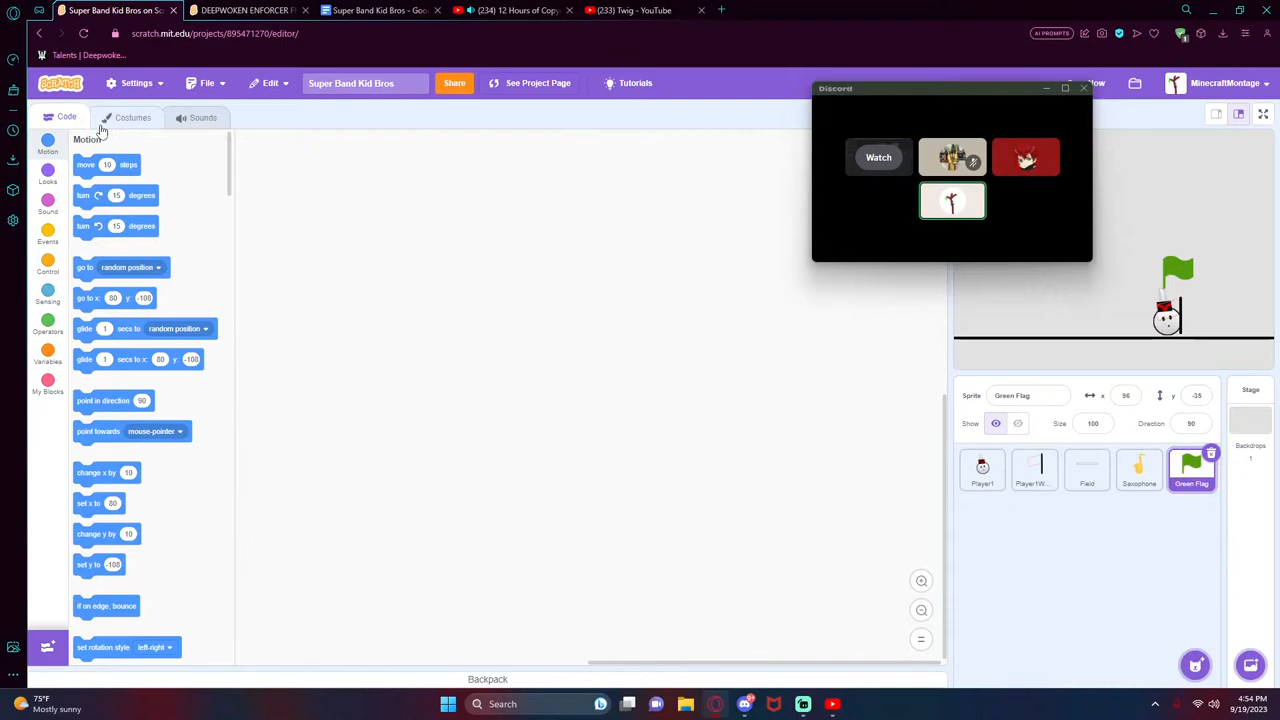 Super Band Kid Bros on Scr
DEEPWOKEN ENFORCER F
Super Band Kid Bros - Goo
(234) 12 Hours of Copy
(233) Twig - YouTube
scratch.mit.edu/projects/895471270/editor/
AI PROMPTS
Talents | Deepwoke...
SCRATCH
Settings
File
Edit
Super Band Kid Bros
Share
See Project Page
Tutorials
MinecraftMontage
Discord
Watch
Code
Costumes
Sounds
Motion
Looks
Sound
Events
Control
Sensing
Operators
Variables
My Blocks
Motion
move 10 steps
turn 15 degrees
turn 15 degrees
go to random position
go to x: 80 y: -108
glide 1 secs to random position
glide 1 secs to x: 80 y: -108
point in direction 90
point towards mouse-pointer
change x by 10
set x to 80
change y by 10
set y to -108
if on edge, bounce
set rotation style left-right
Backpack
Sprite Green Flag x 96 y -35
Show Size 100 Direction 90
Player1
Player1W...
Field
Saxophone
Green Flag
Stage
Backdrops
1
75°F
Mostly sunny
Search
4:54 PM
9/19/2023